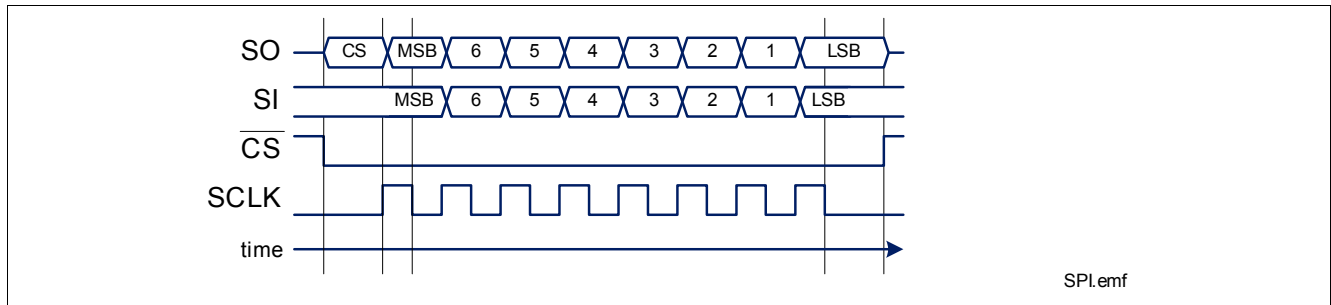 SO CS MSB 6 5 4 3 2 1 LSB
SI MSB 6 5 4 3 2 1 LSB
CS
SCLK
time
SPI.emf